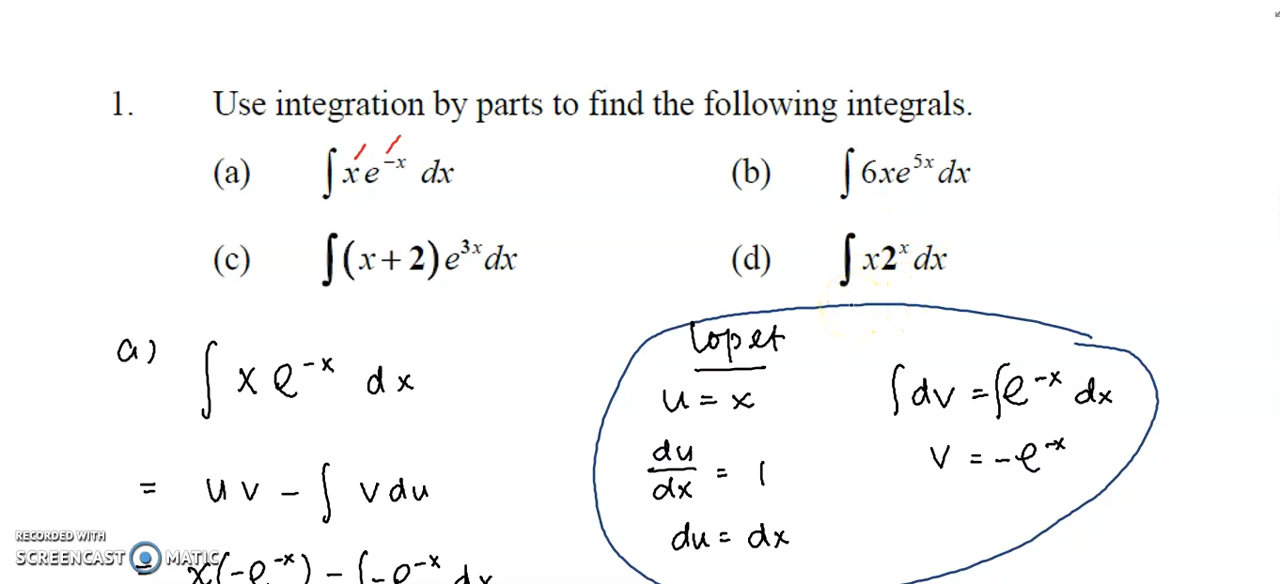 1. Use integration by parts to find the following integrals.
(a) ∫xe^{-x} dx (b) ∫6xe^{5x} dx
(c) ∫(x+2)e^{3x} dx (d) ∫x2^{x} dx
a) ∫ x e^{-x} dx
= uv - ∫ v du
x(-e^{-x}) - ∫-e^{-x} dx
Lopet
u = x
du/dx = 1
du = dx
∫dv = ∫e^{-x} dx
v = -e^{-x}
RECORDED WITH
SCREENCAST MATIC